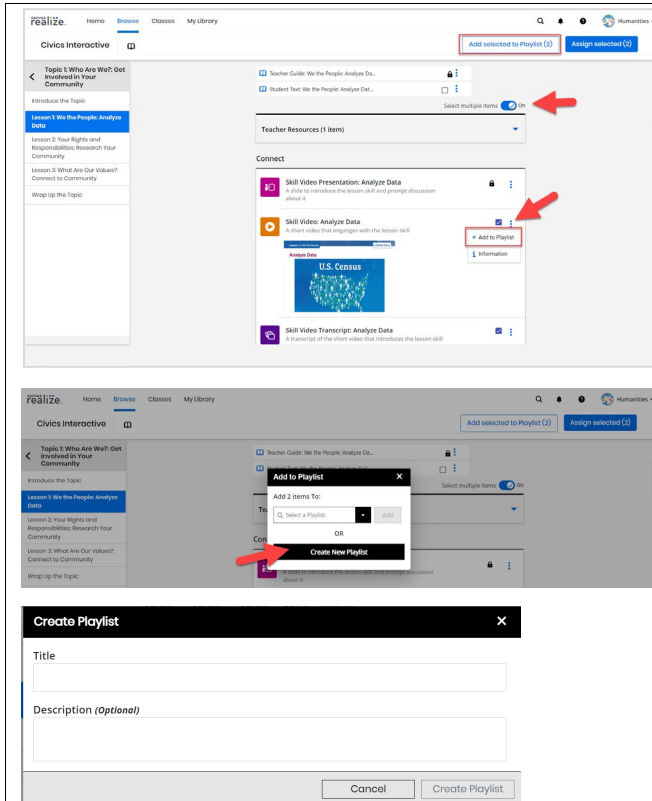 SAVVAS LEARN
realize.
Home Browse Classes My Library
Humanities
Civics Interactive
Add selected to Playlist (2) Assign selected (2)
Topic 1: Who Are We?: Get
Involved in Your
Community
Introduce the Topic
Lesson 1: We the People: Analyze
Data
Lesson 2: Your Rights and
Responsibilities: Research Your
Community
Lesson 3: What Are Our Values?:
Connect to Community
Wrap Up the Topic
Teacher Guide: We the People: Analyze Da...
Student Text: We the People: Analyze Dat...
Select multiple items On
Teacher Resources (1 item)
Connect
Skill Video Presentation: Analyze Data
A slide to introduce the lesson skill and prompt discussion
about it
Skill Video: Analyze Data
A short video that enganges with the lesson skill
+ Add to Playlist
Information
Analyze Data
U.S. Census
Skill Video Transcript: Analyze Data
A transcript of the short video that introduces the lesson skill
realize.
Home Browse Classes My Library
Humanities
Civics Interactive
Add selected to Playlist (2) Assign selected (2)
Topic 1: Who Are We?: Get
Involved in Your
Community
Introduce the Topic
Lesson 1: We the People: Analyze
Data
Lesson 2: Your Rights and
Responsibilities: Research Your
Community
Lesson 3: What Are Our Values?:
Connect to Community
Wrap Up the Topic
Teacher Guide: We the People: Analyze Da...
Select multiple items On
Add to Playlist
Add 2 items To:
Select a Playlist Add
OR
Create New Playlist
A slide to introduce the lesson skill and prompt discussion
about it
Create Playlist
Title
Description (Optional)
Cancel Create Playlist